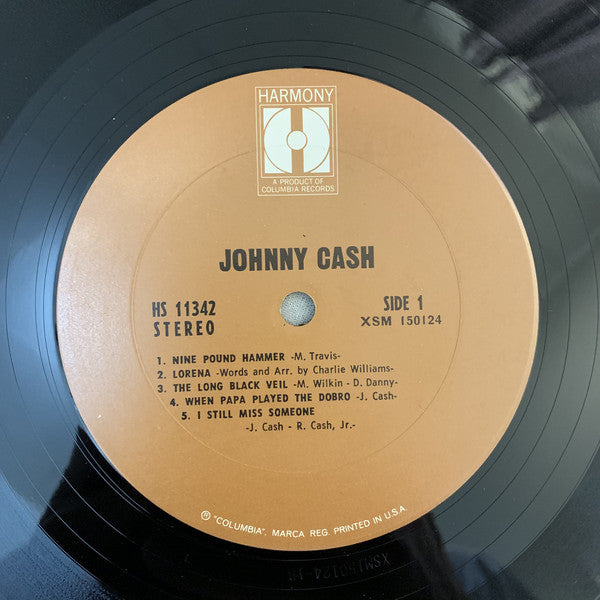 HARMONY
A PRODUCT OF
COLUMBIA RECORDS
JOHNNY CASH
HS 11342
STEREO
SIDE 1
XSM 150124
1. NINE POUND HAMMER -M. Travis-
2. LORENA -Words and Arr. by Charlie Williams-
3. THE LONG BLACK VEIL -M. Wilkin - D. Danny-
4. WHEN PAPA PLAYED THE DOBRO -J. Cash-
5. I STILL MISS SOMEONE
-J. Cash - R. Cash, Jr.-
® "COLUMBIA", MARCA REG. PRINTED IN U.S.A.